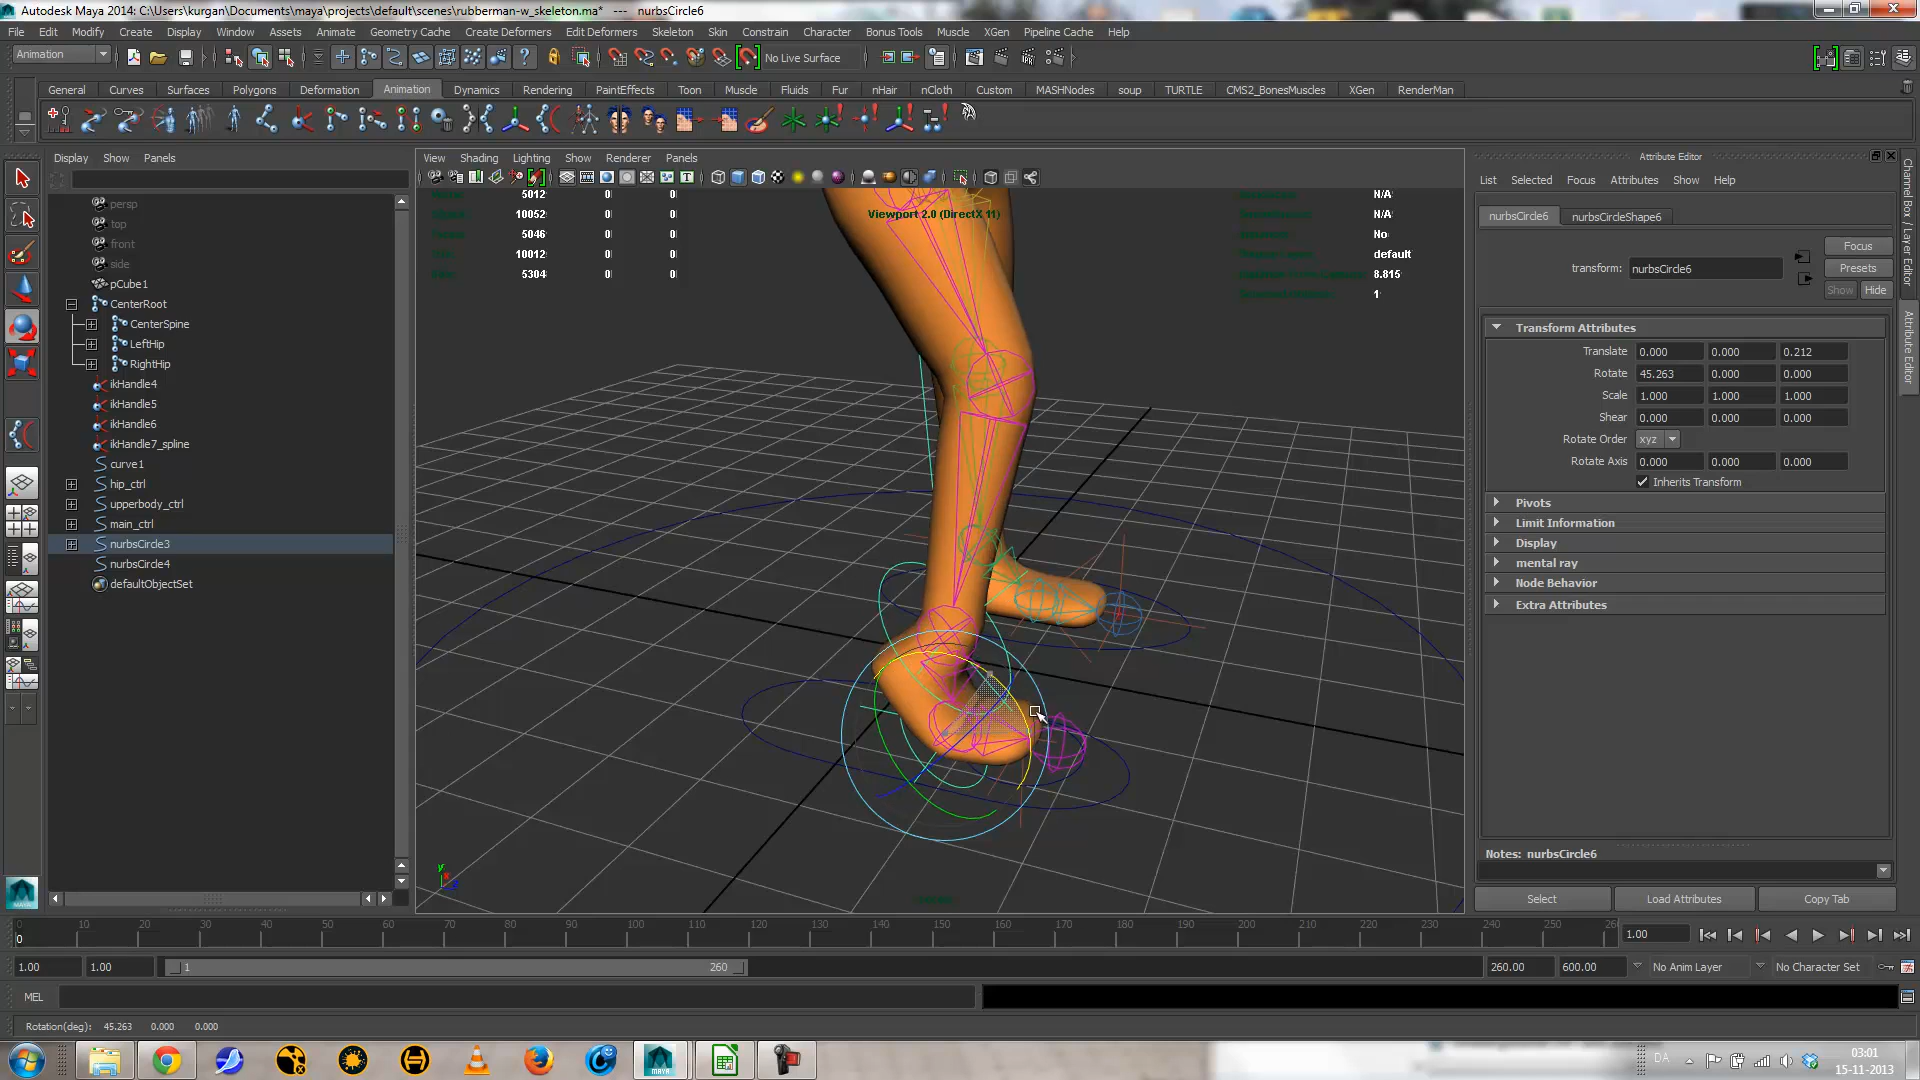 Autodesk Maya 2014: C:\Users\kurgan\Documents\maya\projects\default\scenes\rubberman-w_skeleton.ma* --- nurbsCircle6
File Edit Modify Create Display Window Assets Animate Geometry Cache Create Deformers Edit Deformers Skeleton Skin Constrain Character Bonus Tools Muscle XGen Pipeline Cache Help
Animation No Live Surface
General Curves Surfaces Polygons Deformation Animation Dynamics Rendering PaintEffects Toon Muscle Fluids Fur nHair nCloth Custom MASHNodes soup TURTLE CMS2_BonesMuscles XGen RenderMan
Display Show Panels
persp
top
front
side
pCube1
CenterRoot
CenterSpine
LeftHip
RightHip
ikHandle4
ikHandle5
ikHandle6
ikHandle7_spline
curve1
hip_ctrl
upperbody_ctrl
main_ctrl
nurbsCircle3
nurbsCircle4
defaultObjectSet
View Shading Lighting Show Renderer Panels
5012 0 0 N/A
10052 0 0 Viewport 2.0 (DirectX 11) N/A
5046 0 0 No
10012 0 0 default
5304 0 0 8.815
1
y
Attribute Editor
List Selected Focus Attributes Show Help
nurbsCircle6 nurbsCircleShape6
Focus
transform: nurbsCircle6 Presets
Show Hide
Transform Attributes
Translate 0.000 0.000 0.212
Rotate 45.263 0.000 0.000
Scale 1.000 1.000 1.000
Shear 0.000 0.000 0.000
Rotate Order xyz
Rotate Axis 0.000 0.000 0.000
Inherits Transform
Pivots
Limit Information
Display
mental ray
Node Behavior
Extra Attributes
Notes: nurbsCircle6
Select Load Attributes Copy Tab
Channel Box / Layer Editor
Attribute Editor
0 10 20 30 40 50 60 70 80 90 100 110 120 130 140 150 160 170 180 190 200 210 220 230 240 250 26
0 1.00
1.00 1.00 1 260 260.00 600.00 No Anim Layer No Character Set
MEL
Rotation(deg): 45.263 0.000 0.000
MAYA
DA 03:01
15-11-2013